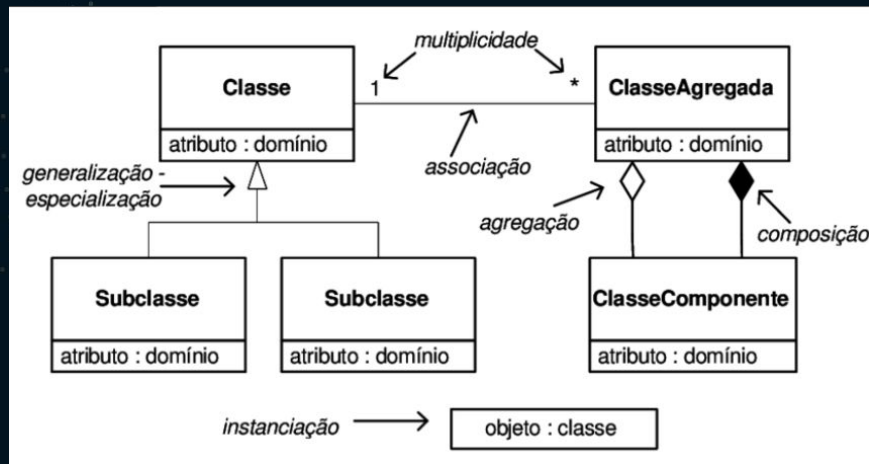 multiplicidade
Classe
1
*
ClasseAgregada
atributo : domínio
atributo : domínio
generalização -
especialização
associação
agregação
composição
Subclasse
Subclasse
ClasseComponente
atributo : domínio
atributo : domínio
atributo : domínio
instanciação
objeto : classe